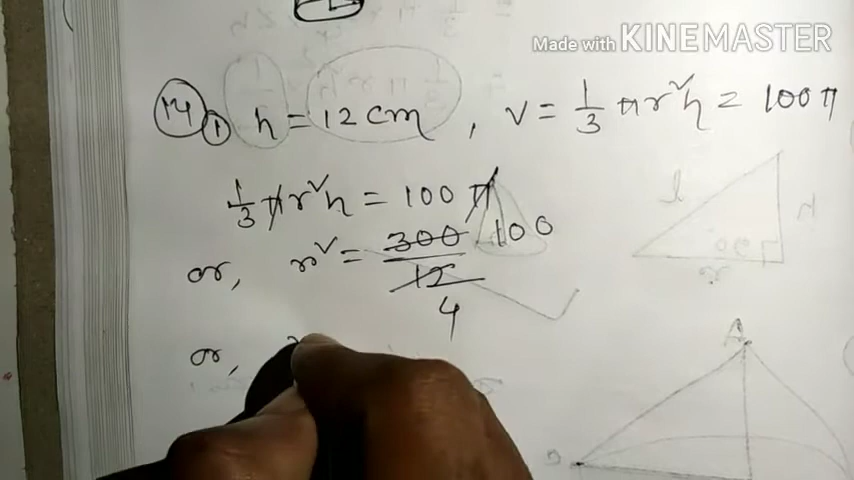 Made with KINEMASTER
14 1 h = 12 cm, v = 1/3 πr²h = 100π
1/3 πr²h = 100 π
or, r² = 300/12 100
4
or,
l
h
A
B